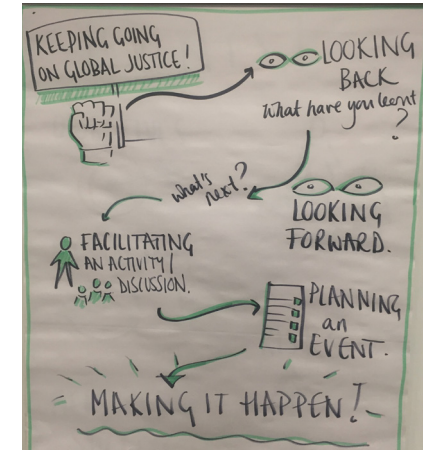 KEEPING GOING
ON GLOBAL JUSTICE!
LOOKING
BACK
What have you learnt
?
what's
next?
LOOKING
FORWARD.
FACILITATING
AN ACTIVITY /
DISCUSSION.
PLANNING
an
EVENT.
MAKING IT HAPPEN!